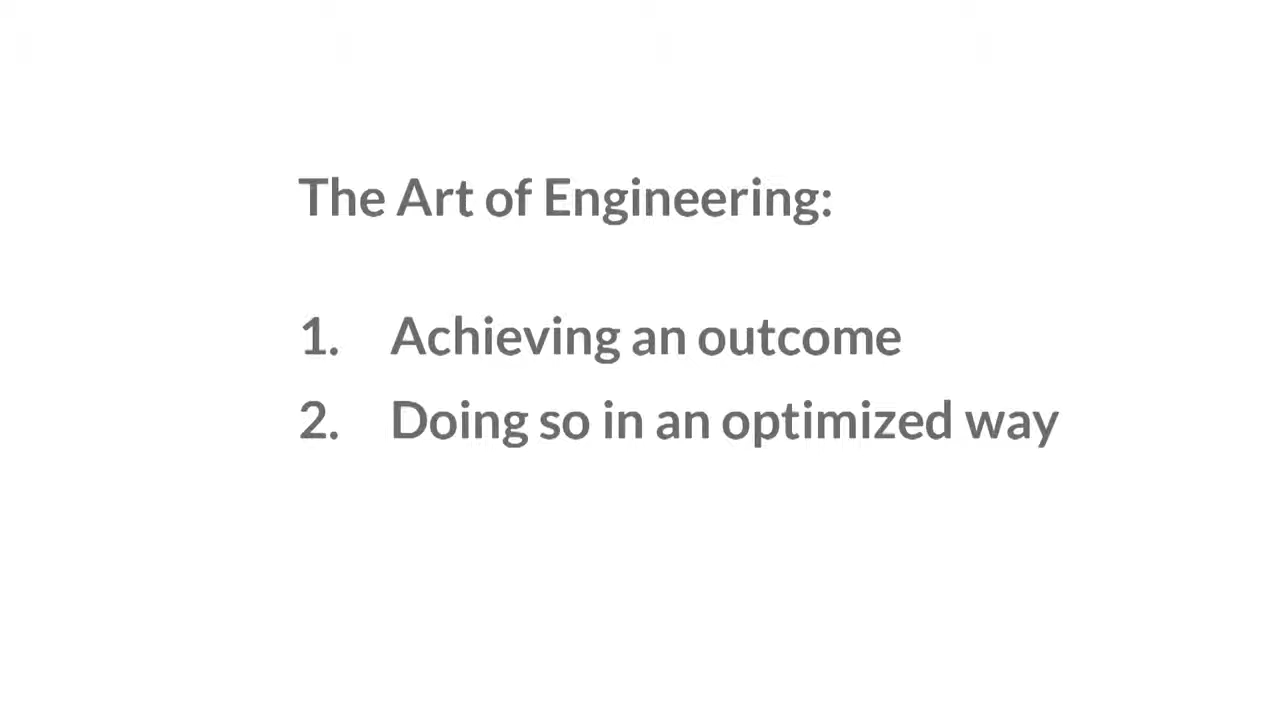 The Art of Engineering:
1. Achieving an outcome
2. Doing so in an optimized way